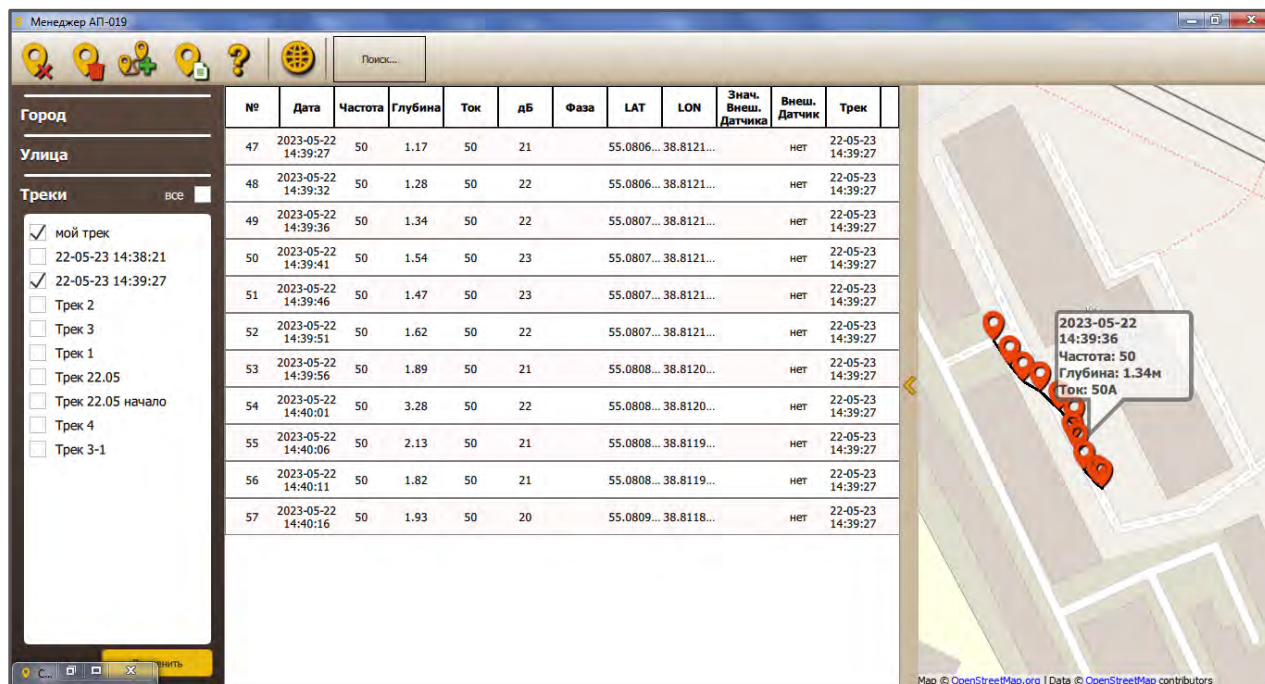 Менеджер АП-019
Поиск...
Город
Улица
Треки все
мой трек
22-05-23 14:38:21
22-05-23 14:39:27
Трек 2
Трек 3
Трек 1
Трек 22.05
Трек 22.05 начало
Трек 4
Трек 3-1
С...
№ Дата Частота Глубина Ток дБ Фаза LAT LON Знач. Внеш. Датчика Внеш. Датчик Трек
47 2023-05-22 14:39:27 50 1.17 50 21 55.0806... 38.8121... нет 22-05-23 14:39:27
48 2023-05-22 14:39:32 50 1.28 50 22 55.0806... 38.8121... нет 22-05-23 14:39:27
49 2023-05-22 14:39:36 50 1.34 50 22 55.0807... 38.8121... нет 22-05-23 14:39:27
50 2023-05-22 14:39:41 50 1.54 50 23 55.0807... 38.8121... нет 22-05-23 14:39:27
51 2023-05-22 14:39:46 50 1.47 50 23 55.0807... 38.8121... нет 22-05-23 14:39:27
52 2023-05-22 14:39:51 50 1.62 50 22 55.0807... 38.8121... нет 22-05-23 14:39:27
53 2023-05-22 14:39:56 50 1.89 50 21 55.0808... 38.8120... нет 22-05-23 14:39:27
54 2023-05-22 14:40:01 50 3.28 50 22 55.0808... 38.8120... нет 22-05-23 14:39:27
55 2023-05-22 14:40:06 50 2.13 50 21 55.0808... 38.8119... нет 22-05-23 14:39:27
56 2023-05-22 14:40:11 50 1.82 50 21 55.0808... 38.8119... нет 22-05-23 14:39:27
57 2023-05-22 14:40:16 50 1.93 50 20 55.0809... 38.8118... нет 22-05-23 14:39:27
2023-05-22
14:39:36
Частота: 50
Глубина: 1.34м
Ток: 50А
Map © OpenStreetMap.org | Data © OpenStreetMap contributors